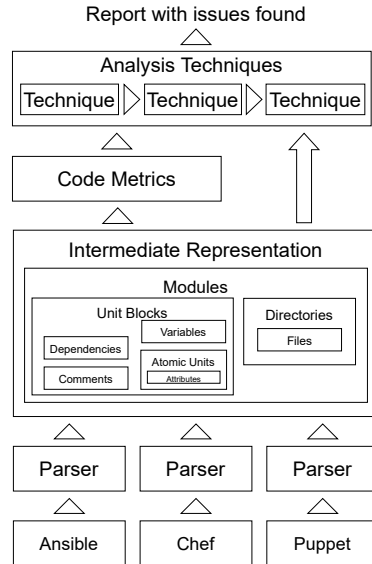 Report with issues found
Analysis Techniques
Technique Technique Technique
Code Metrics
Intermediate Representation
Modules
Unit Blocks
Variables
Dependencies
Atomic Units
Attributes
Comments
Directories
Files
Parser Parser Parser
Ansible Chef Puppet